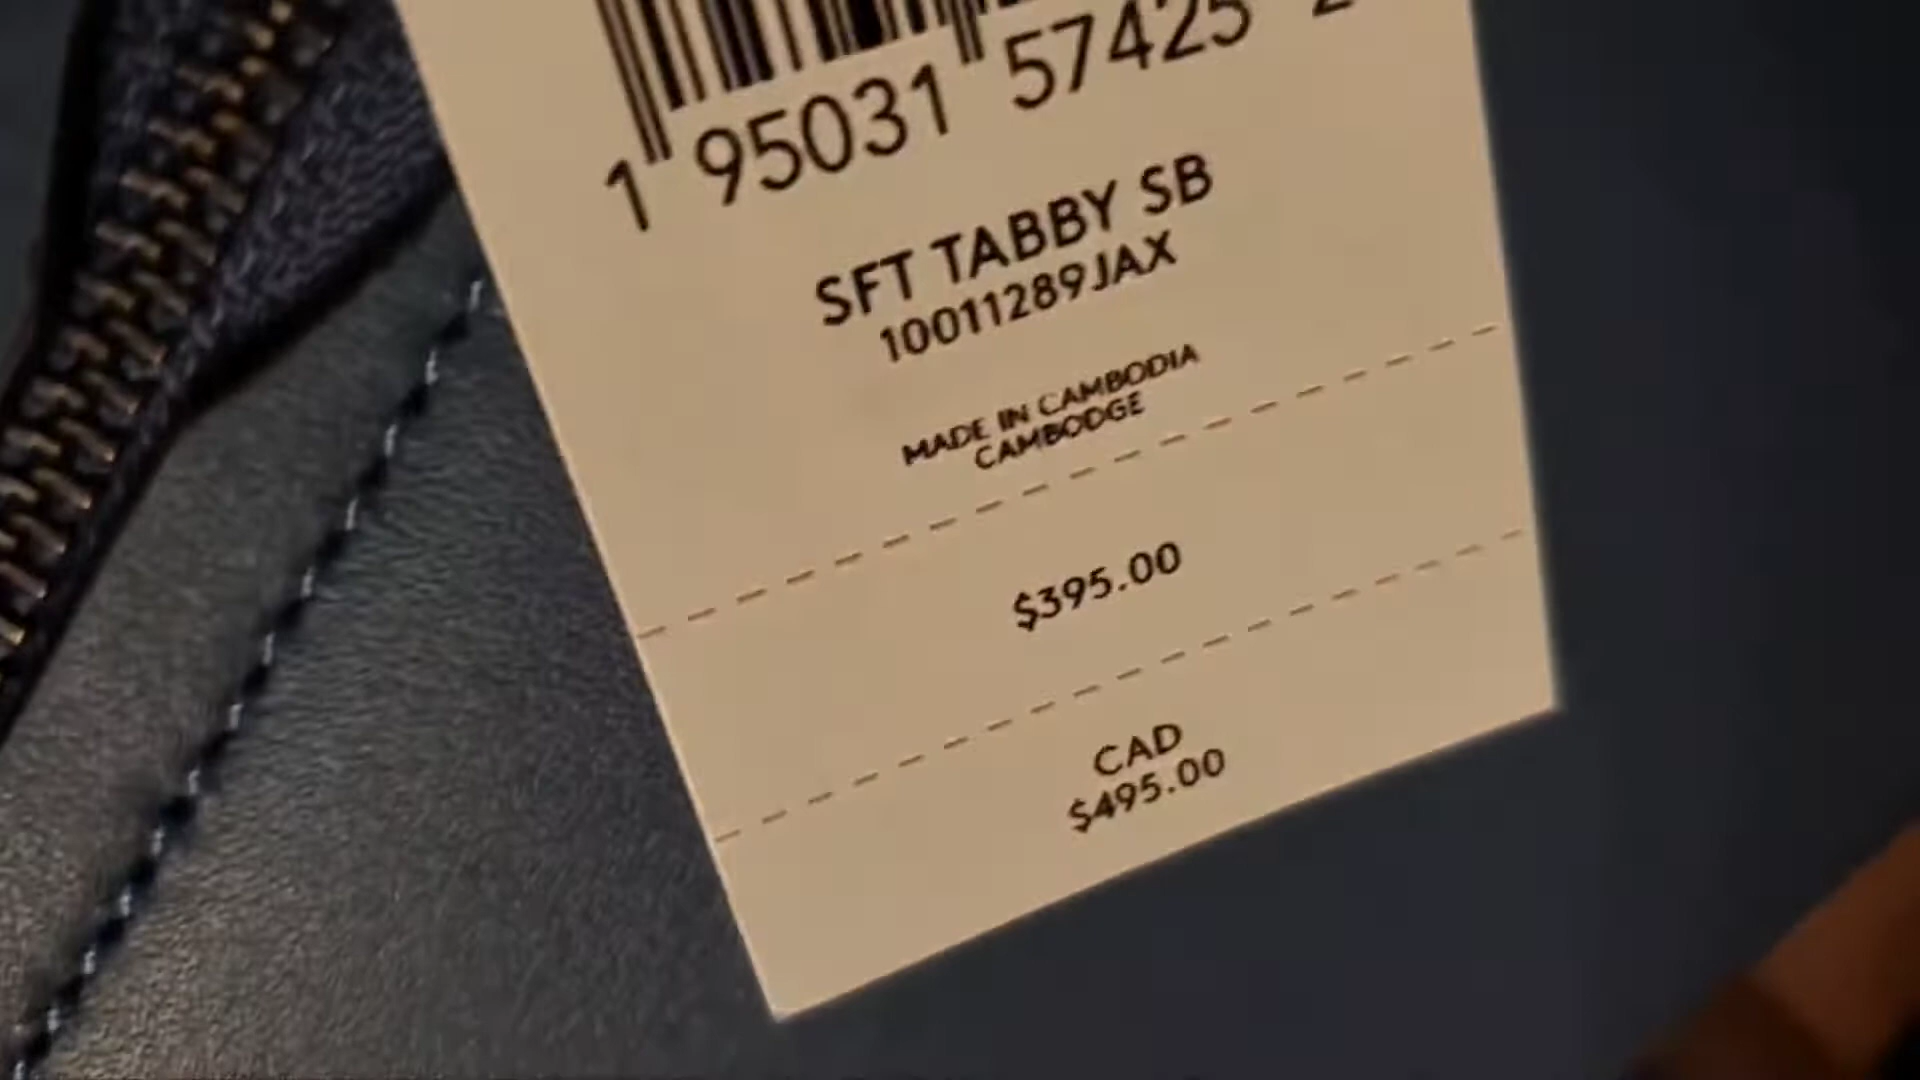 1 95031 57425 2
SFT TABBY SB
10011289JAX
MADE IN CAMBODIA
CAMBODGE
$395.00
CAD
$495.00